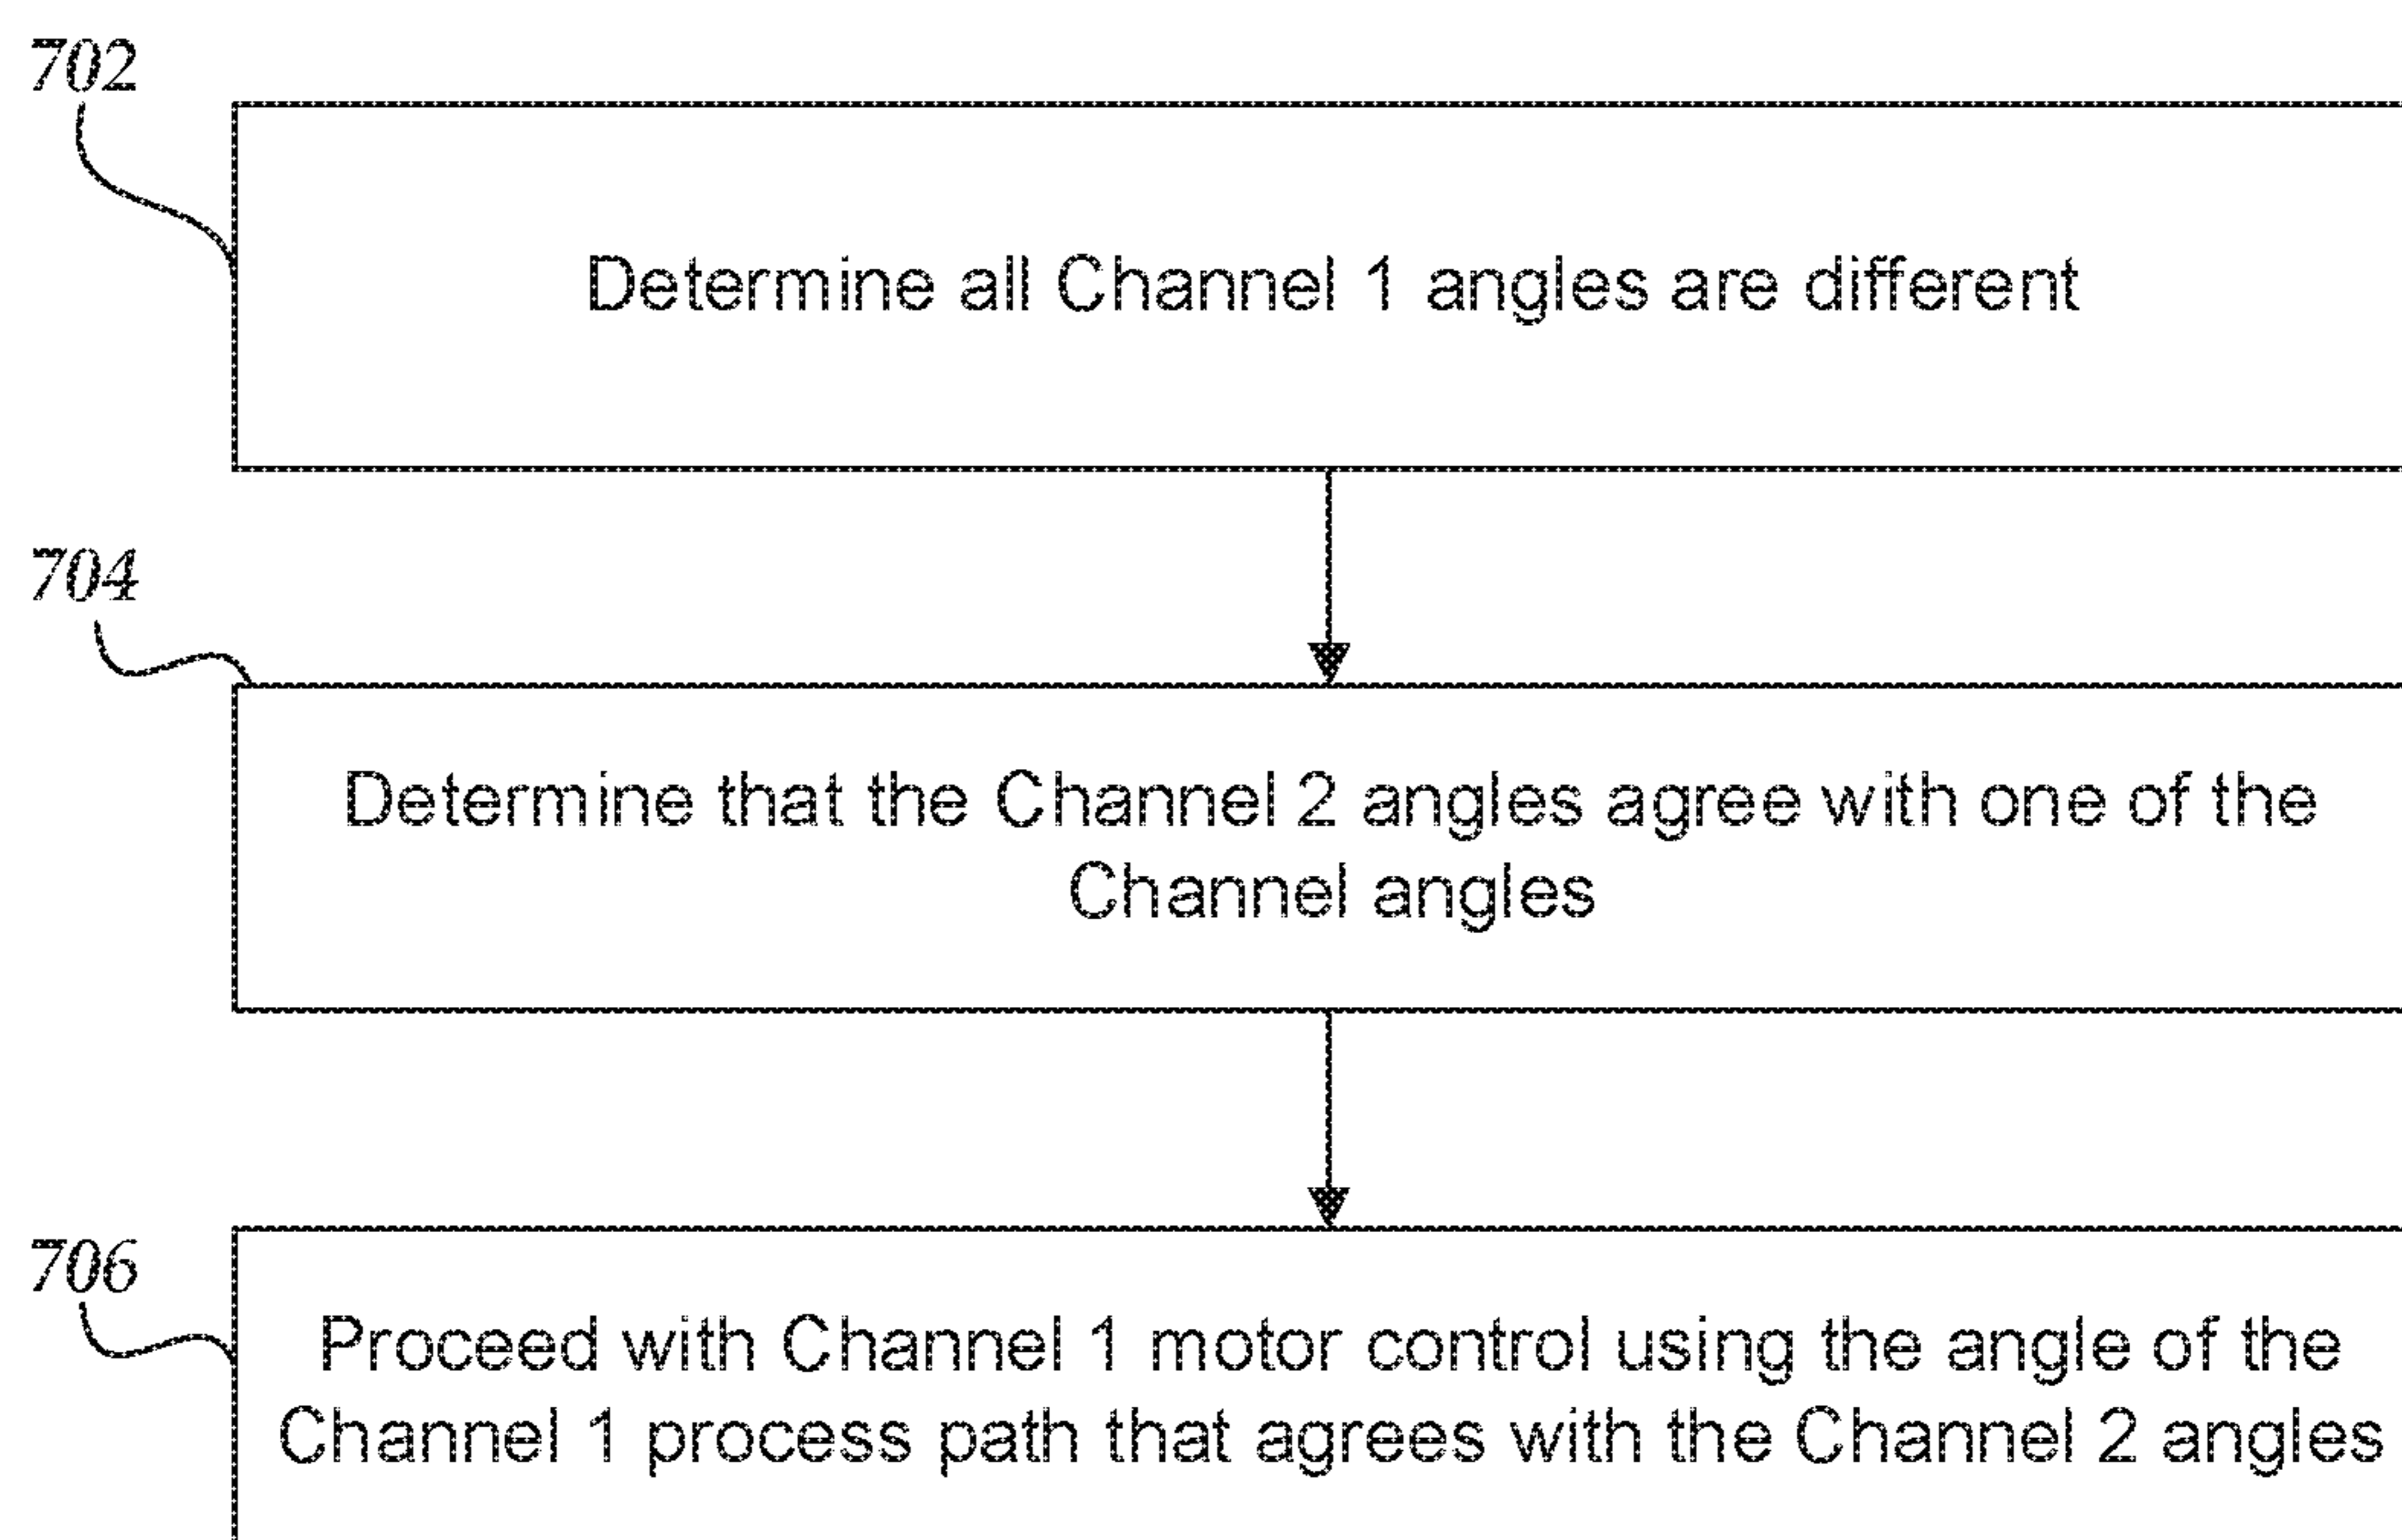 702
Determine all Channel 1 angles are different
704
Determine that the Channel 2 angles agree with one of the
Channel angles
706
Proceed with Channel 1 motor control using the angle of the
Channel 1 process path that agrees with the Channel 2 angles